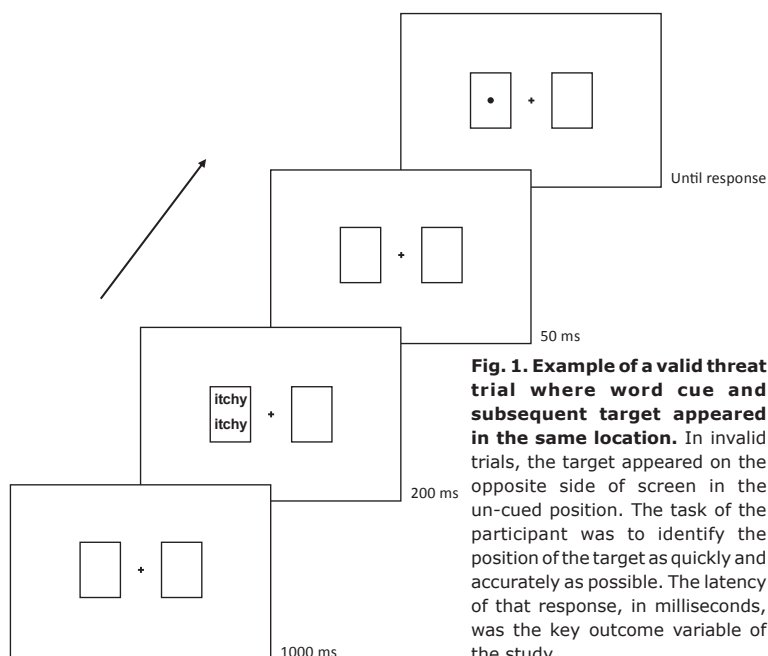 Until response
50 ms
itchy
itchy
200 ms
1000 ms
Fig. 1. Example of a valid threat
trial where word cue and
subsequent target appeared
in the same location. In invalid
trials, the target appeared on the
opposite side of screen in the
un-cued position. The task of the
participant was to identify the
position of the target as quickly and
accurately as possible. The latency
of that response, in milliseconds,
was the key outcome variable of
the study